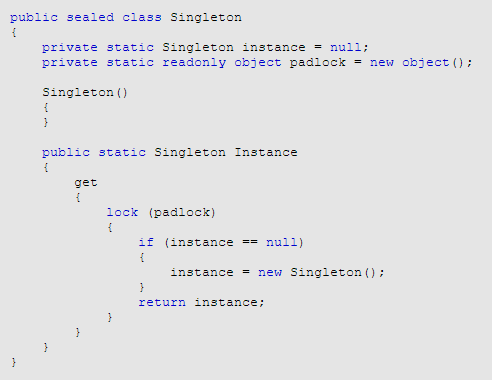 public sealed class Singleton
{
    private static Singleton instance = null;
    private static readonly object padlock = new object();

    Singleton()
    {
    }

    public static Singleton Instance
    {
        get
        {
            lock (padlock)
            {
                if (instance == null)
                {
                    instance = new Singleton();
                }
                return instance;
            }
        }
    }
}